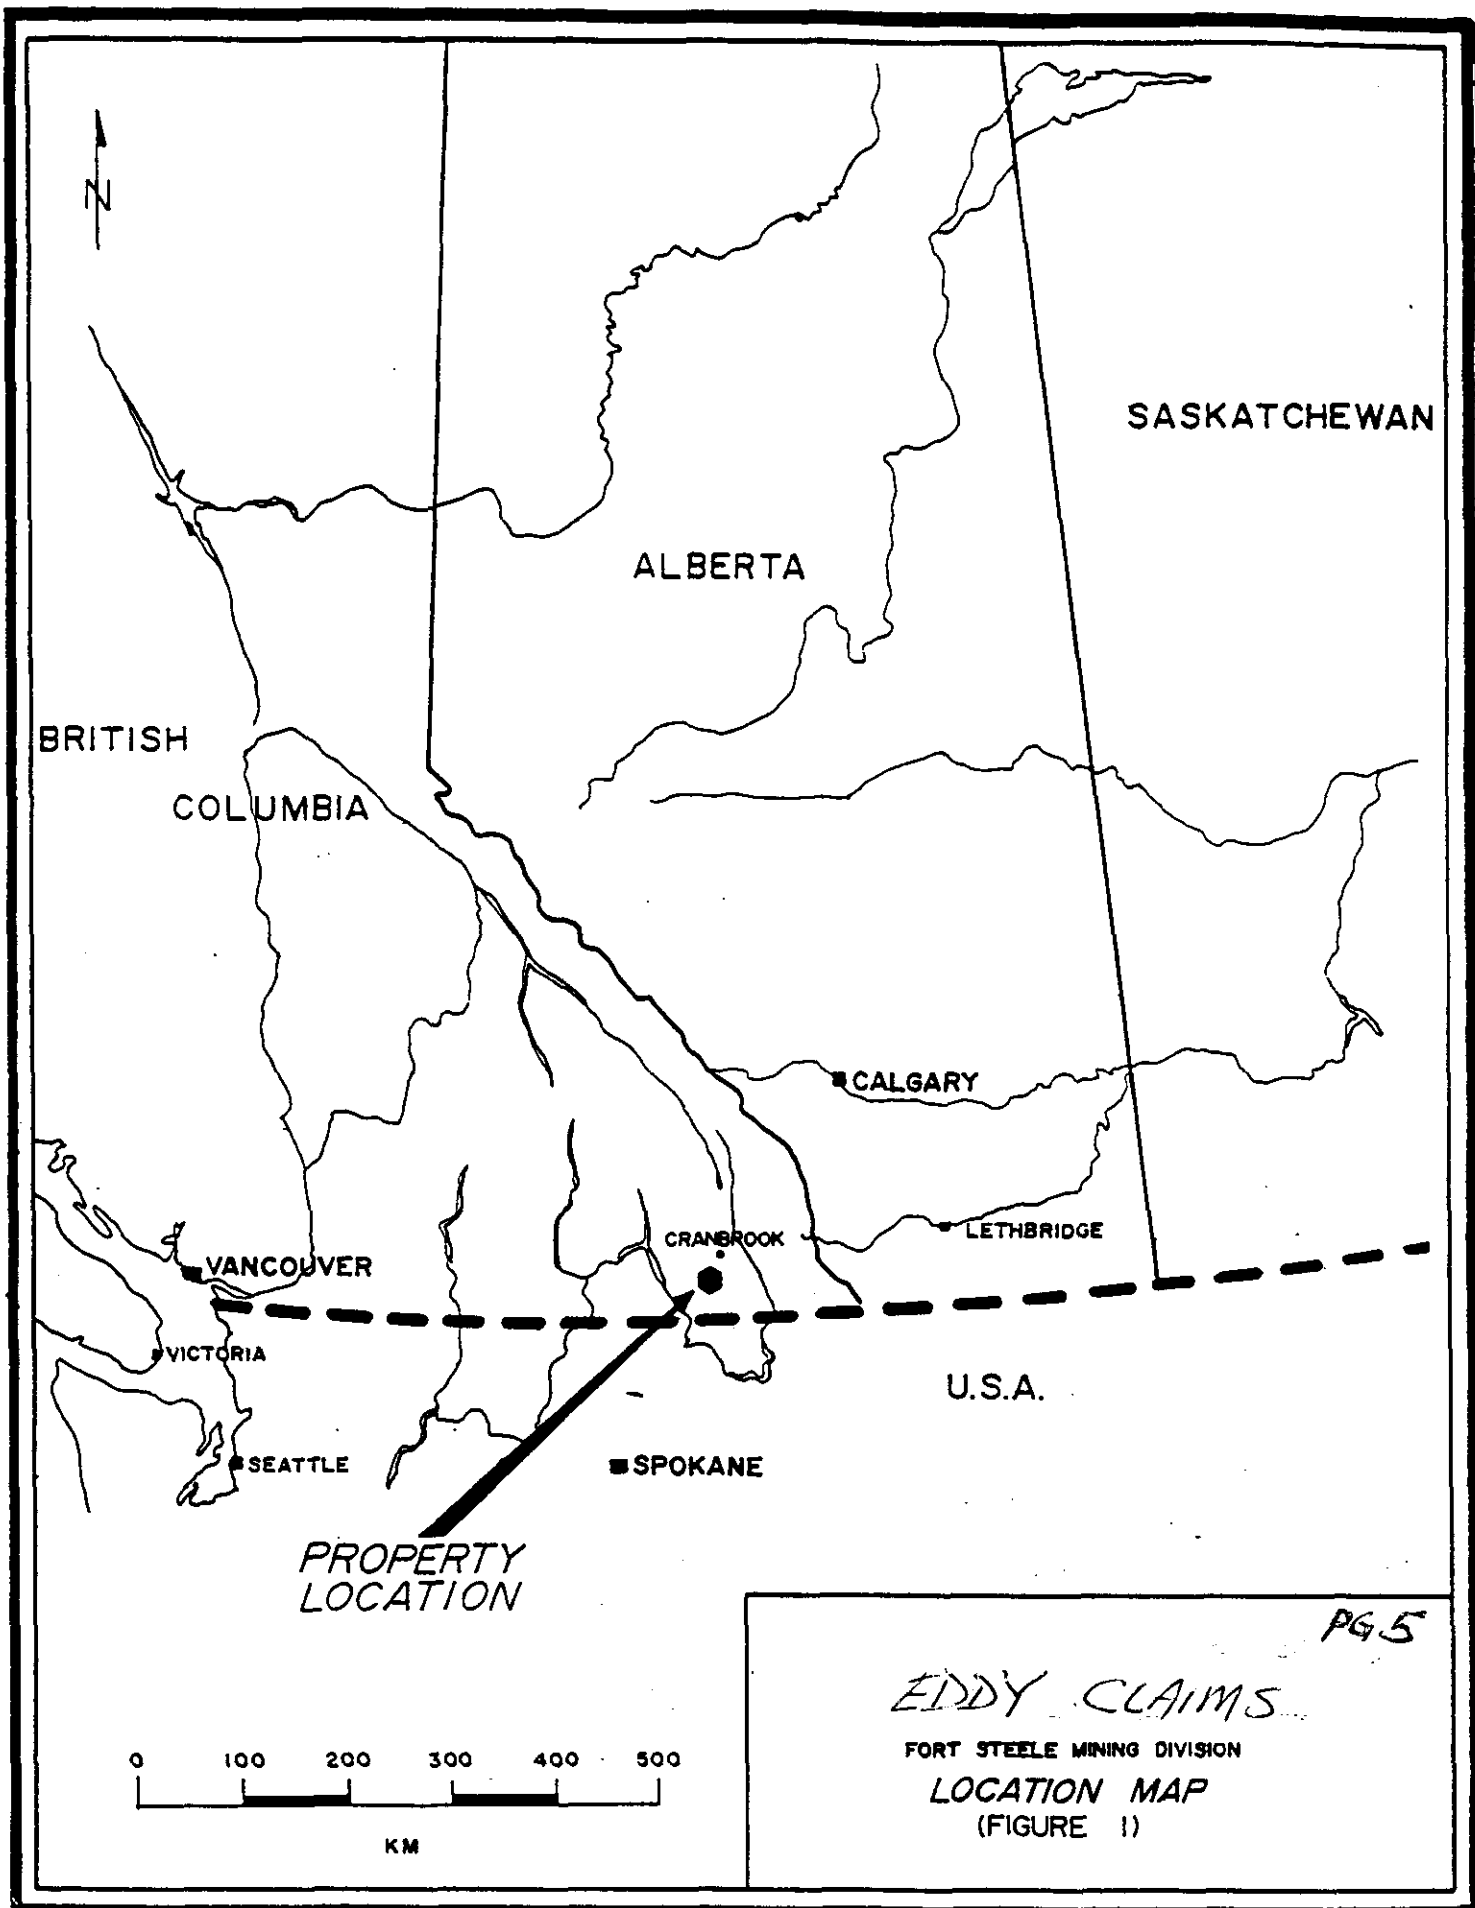 N
SASKATCHEWAN
ALBERTA
BRITISH
COLUMBIA
CALGARY
CRANBROOK
LETHBRIDGE
VANCOUVER
VICTORIA
U.S.A.
SEATTLE
SPOKANE
PROPERTY
LOCATION
PG 5
EDDY CLAIMS
FORT STEELE MINING DIVISION
LOCATION MAP
(FIGURE 1)
0 100 200 300 400 500
KM